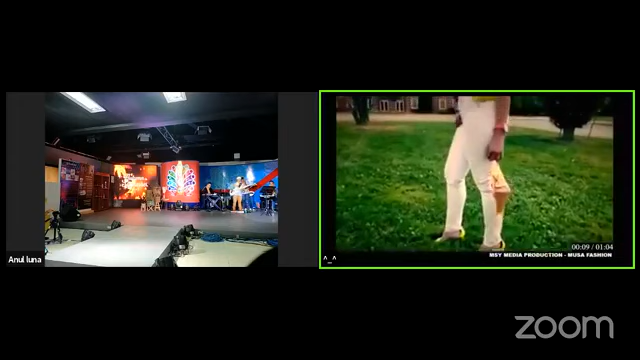 Anul luna
00:09 / 01:04
MSY MEDIA PRODUCTION - MUSA FASHION
^_^
zoom